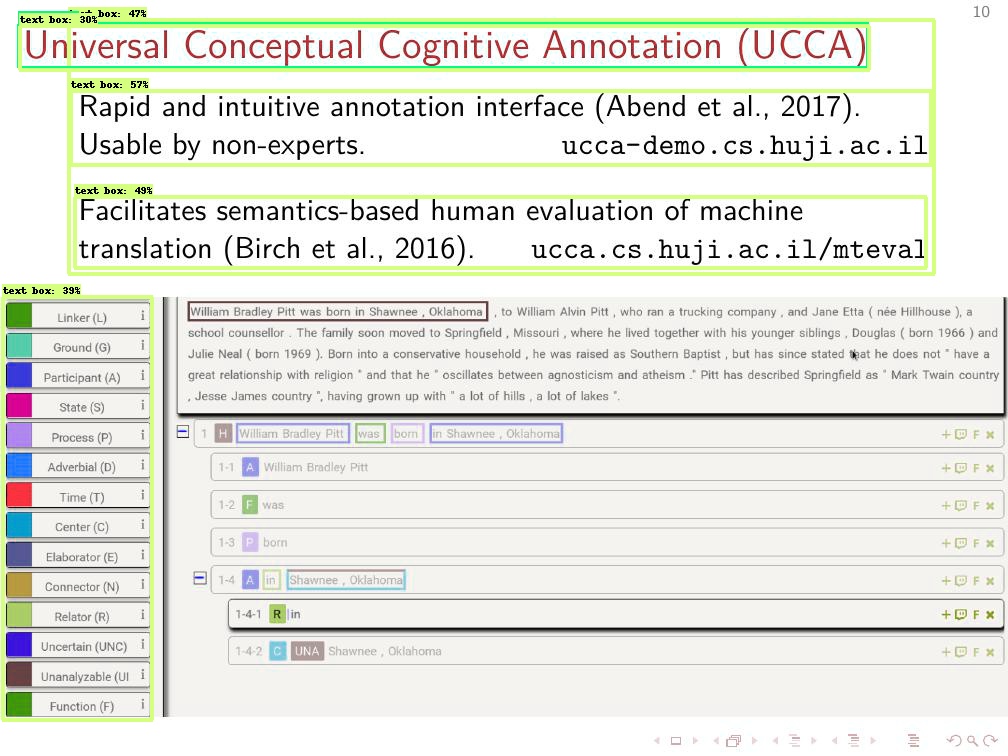 10
text box: 47%
text box: 30%
Universal Conceptual Cognitive Annotation (UCCA)
text box: 57%
Rapid and intuitive annotation interface (Abend et al., 2017).
Usable by non-experts. ucca-demo.cs.huji.ac.il
text box: 49%
Facilitates semantics-based human evaluation of machine
translation (Birch et al., 2016). ucca.cs.huji.ac.il/mteval
text box: 39%
Linker (L) i
Ground (G) i
Participant (A) i
State (S) i
Process (P) i
Adverbial (D) i
Time (T) i
Center (C) i
Elaborator (E) i
Connector (N) i
Relator (R) i
Uncertain (UNC) i
Unanalyzable (UI i
Function (F) i
William Bradley Pitt was born in Shawnee , Oklahoma , to William Alvin Pitt , who ran a trucking company , and Jane Etta ( née Hillhouse ), a
school counsellor . The family soon moved to Springfield , Missouri , where he lived together with his younger siblings , Douglas ( born 1966 ) and
Julie Neal ( born 1969 ). Born into a conservative household , he was raised as Southern Baptist , but has since stated that he does not " have a
great relationship with religion " and that he " oscillates between agnosticism and atheism ." Pitt has described Springfield as " Mark Twain country
, Jesse James country ", having grown up with " a lot of hills , a lot of lakes ".
1 H William Bradley Pitt was born in Shawnee , Oklahoma + F ×
1-1 A William Bradley Pitt + F ×
1-2 F was + F ×
1-3 P born + F ×
1-4 A in Shawnee , Oklahoma + F ×
1-4-1 R in + F ×
1-4-2 C UNA Shawnee , Oklahoma + F ×